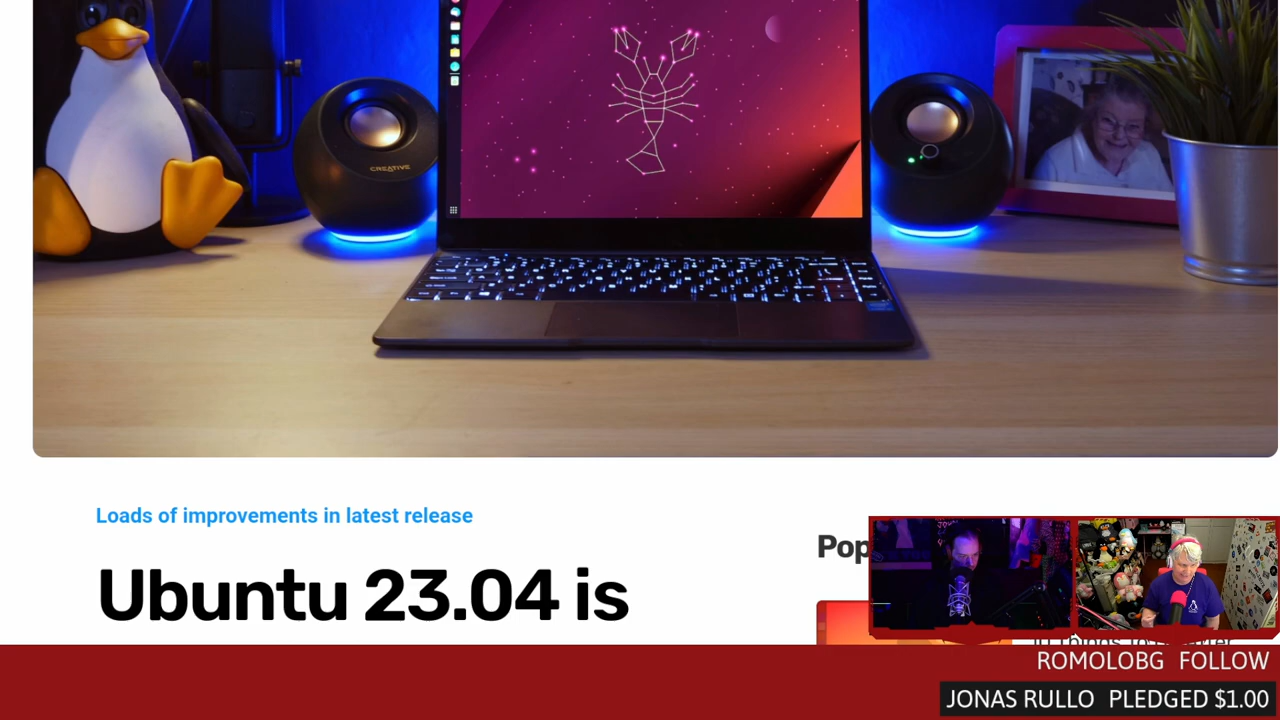 CREATIVE
Loads of improvements in latest release
Pop
Ubuntu 23.04 is
ROMOLOBG FOLLOW
JONAS RULLO PLEDGED $1.00